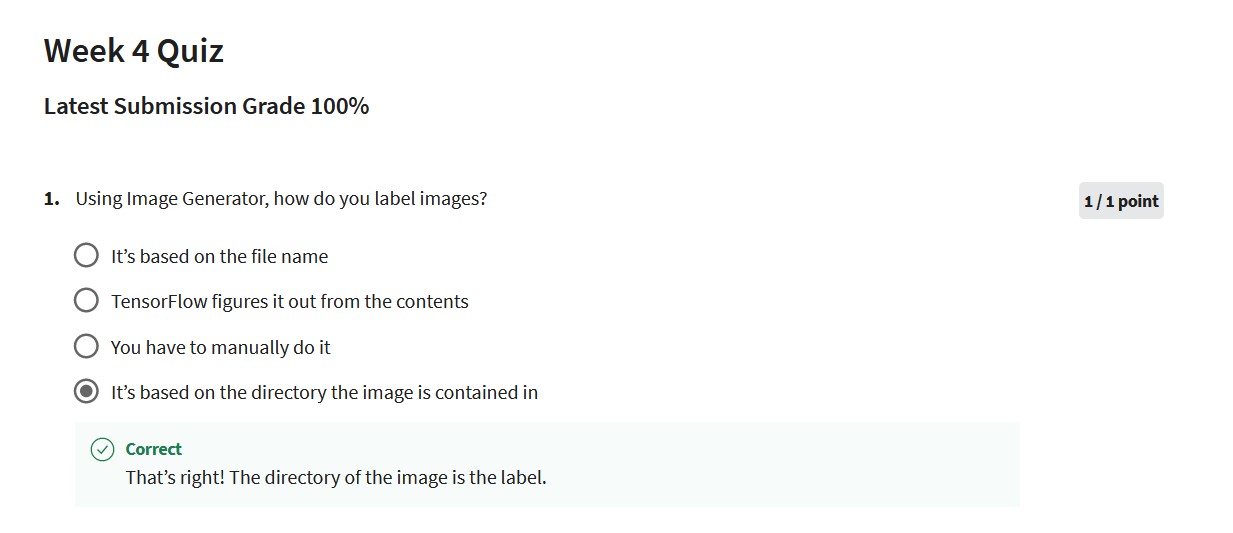 Week 4 Quiz
Latest Submission Grade 100%
1. Using Image Generator, how do you label images?
1 / 1 point
It’s based on the file name
TensorFlow figures it out from the contents
You have to manually do it
It’s based on the directory the image is contained in
Correct
That’s right! The directory of the image is the label.